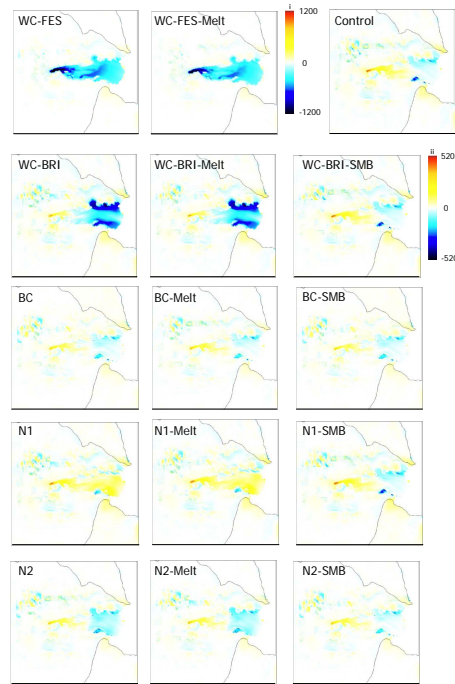 WC-FES WC-FES-Melt i 1200 0 -1200 Control
WC-BRI WC-BRI-Melt WC-BRI-SMB ii 520 0 -520
BC BC-Melt BC-SMB
N1 N1-Melt N1-SMB
N2 N2-Melt N2-SMB